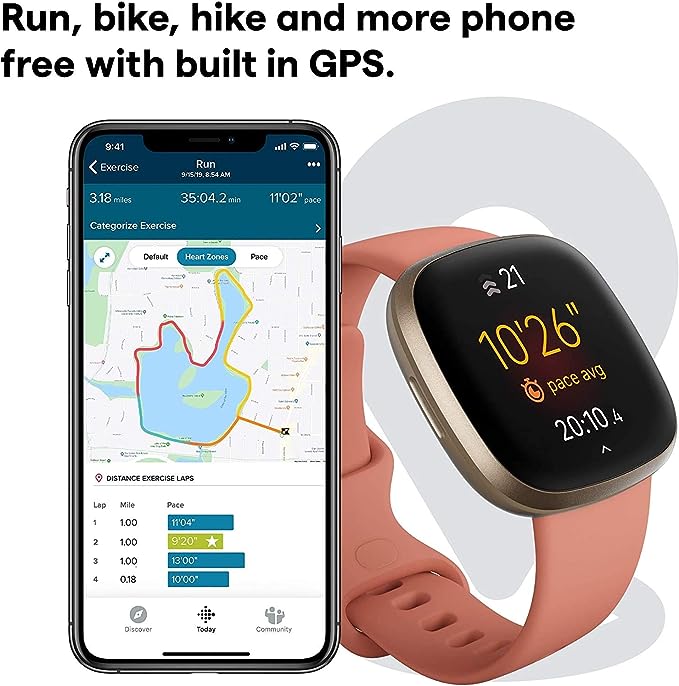 Run, bike, hike and more phone
free with built in GPS.
9:41
Exercise
Run
9/15/19, 8:54 AM
3.18 miles 35:04.2 min 11'02" pace
Categorize Exercise
Default Heart Zones Pace
DISTANCE EXERCISE LAPS
Lap Mile Pace
1 1.00 11'04"
2 1.00 9'20"
3 1.00 13'00"
4 0.18 10'00"
Discover Today Community
21
10'26"
pace avg
20:10.4